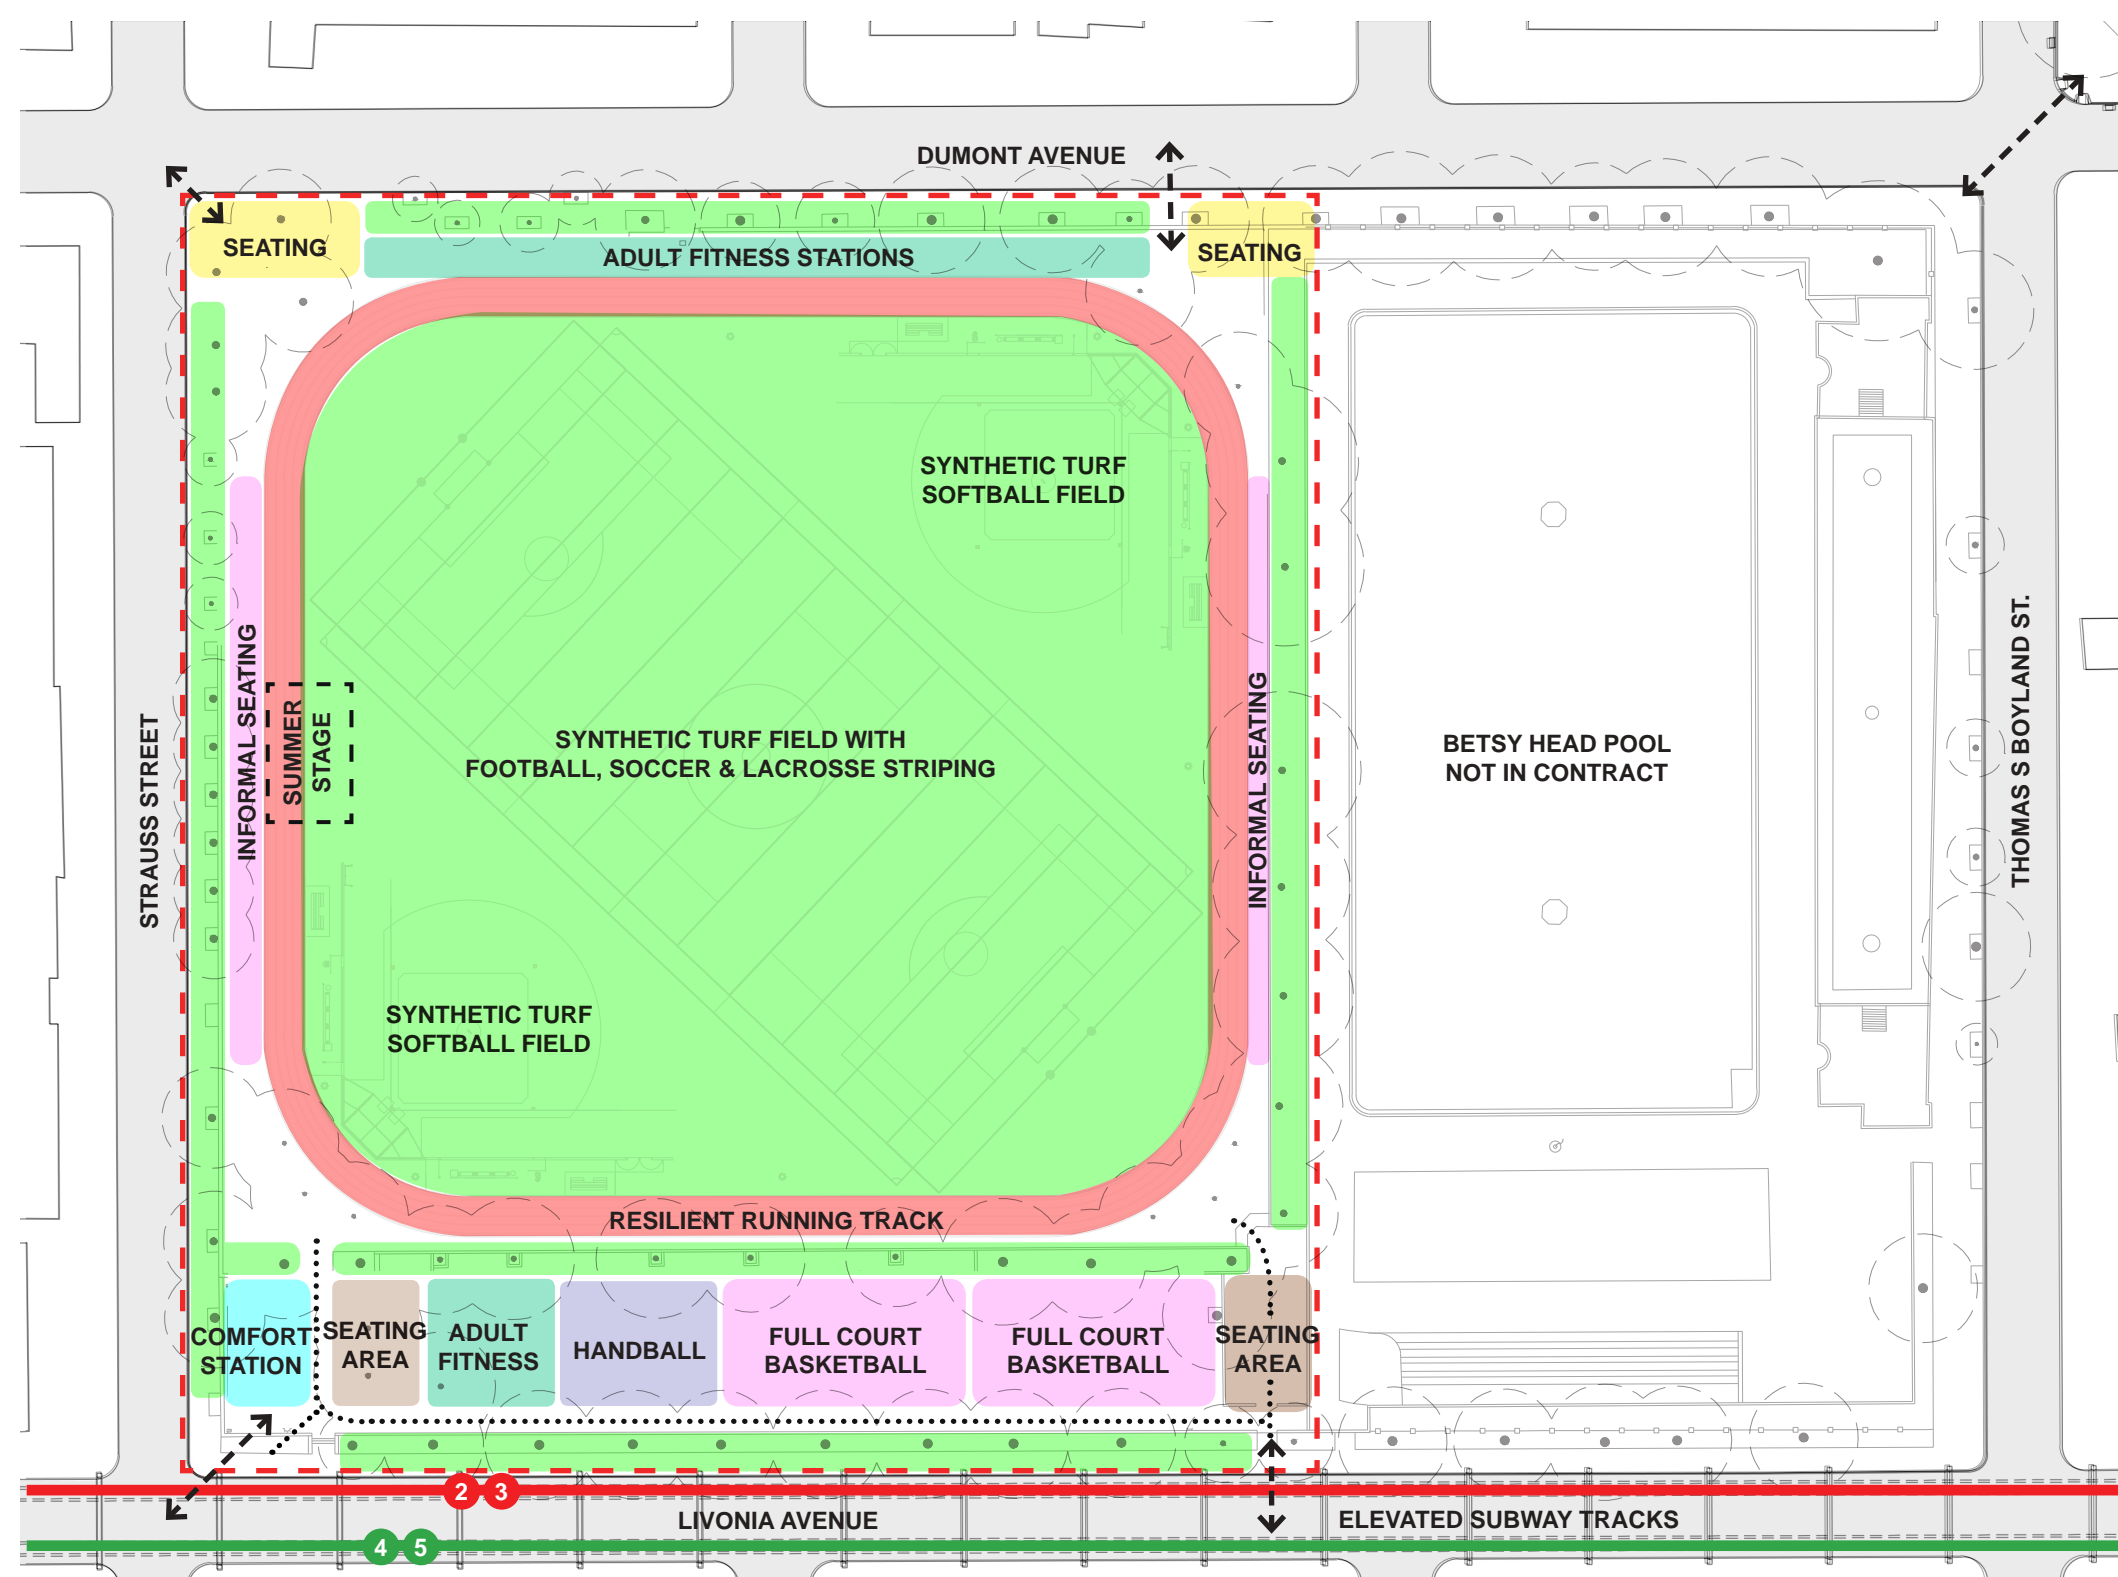 DUMONT AVENUE
SEATING
ADULT FITNESS STATIONS
SEATING
SYNTHETIC TURF
SOFTBALL FIELD
STRAUSS STREET
INFORMAL SEATING
SUMMER
STAGE
SYNTHETIC TURF FIELD WITH
FOOTBALL, SOCCER & LACROSSE STRIPING
INFORMAL SEATING
BETSY HEAD POOL
NOT IN CONTRACT
THOMAS S BOYLAND ST.
SYNTHETIC TURF
SOFTBALL FIELD
RESILIENT RUNNING TRACK
COMFORT
STATION
SEATING
AREA
ADULT
FITNESS
HANDBALL
FULL COURT
BASKETBALL
FULL COURT
BASKETBALL
SEATING
AREA
2 3
LIVONIA AVENUE
ELEVATED SUBWAY TRACKS
4 5